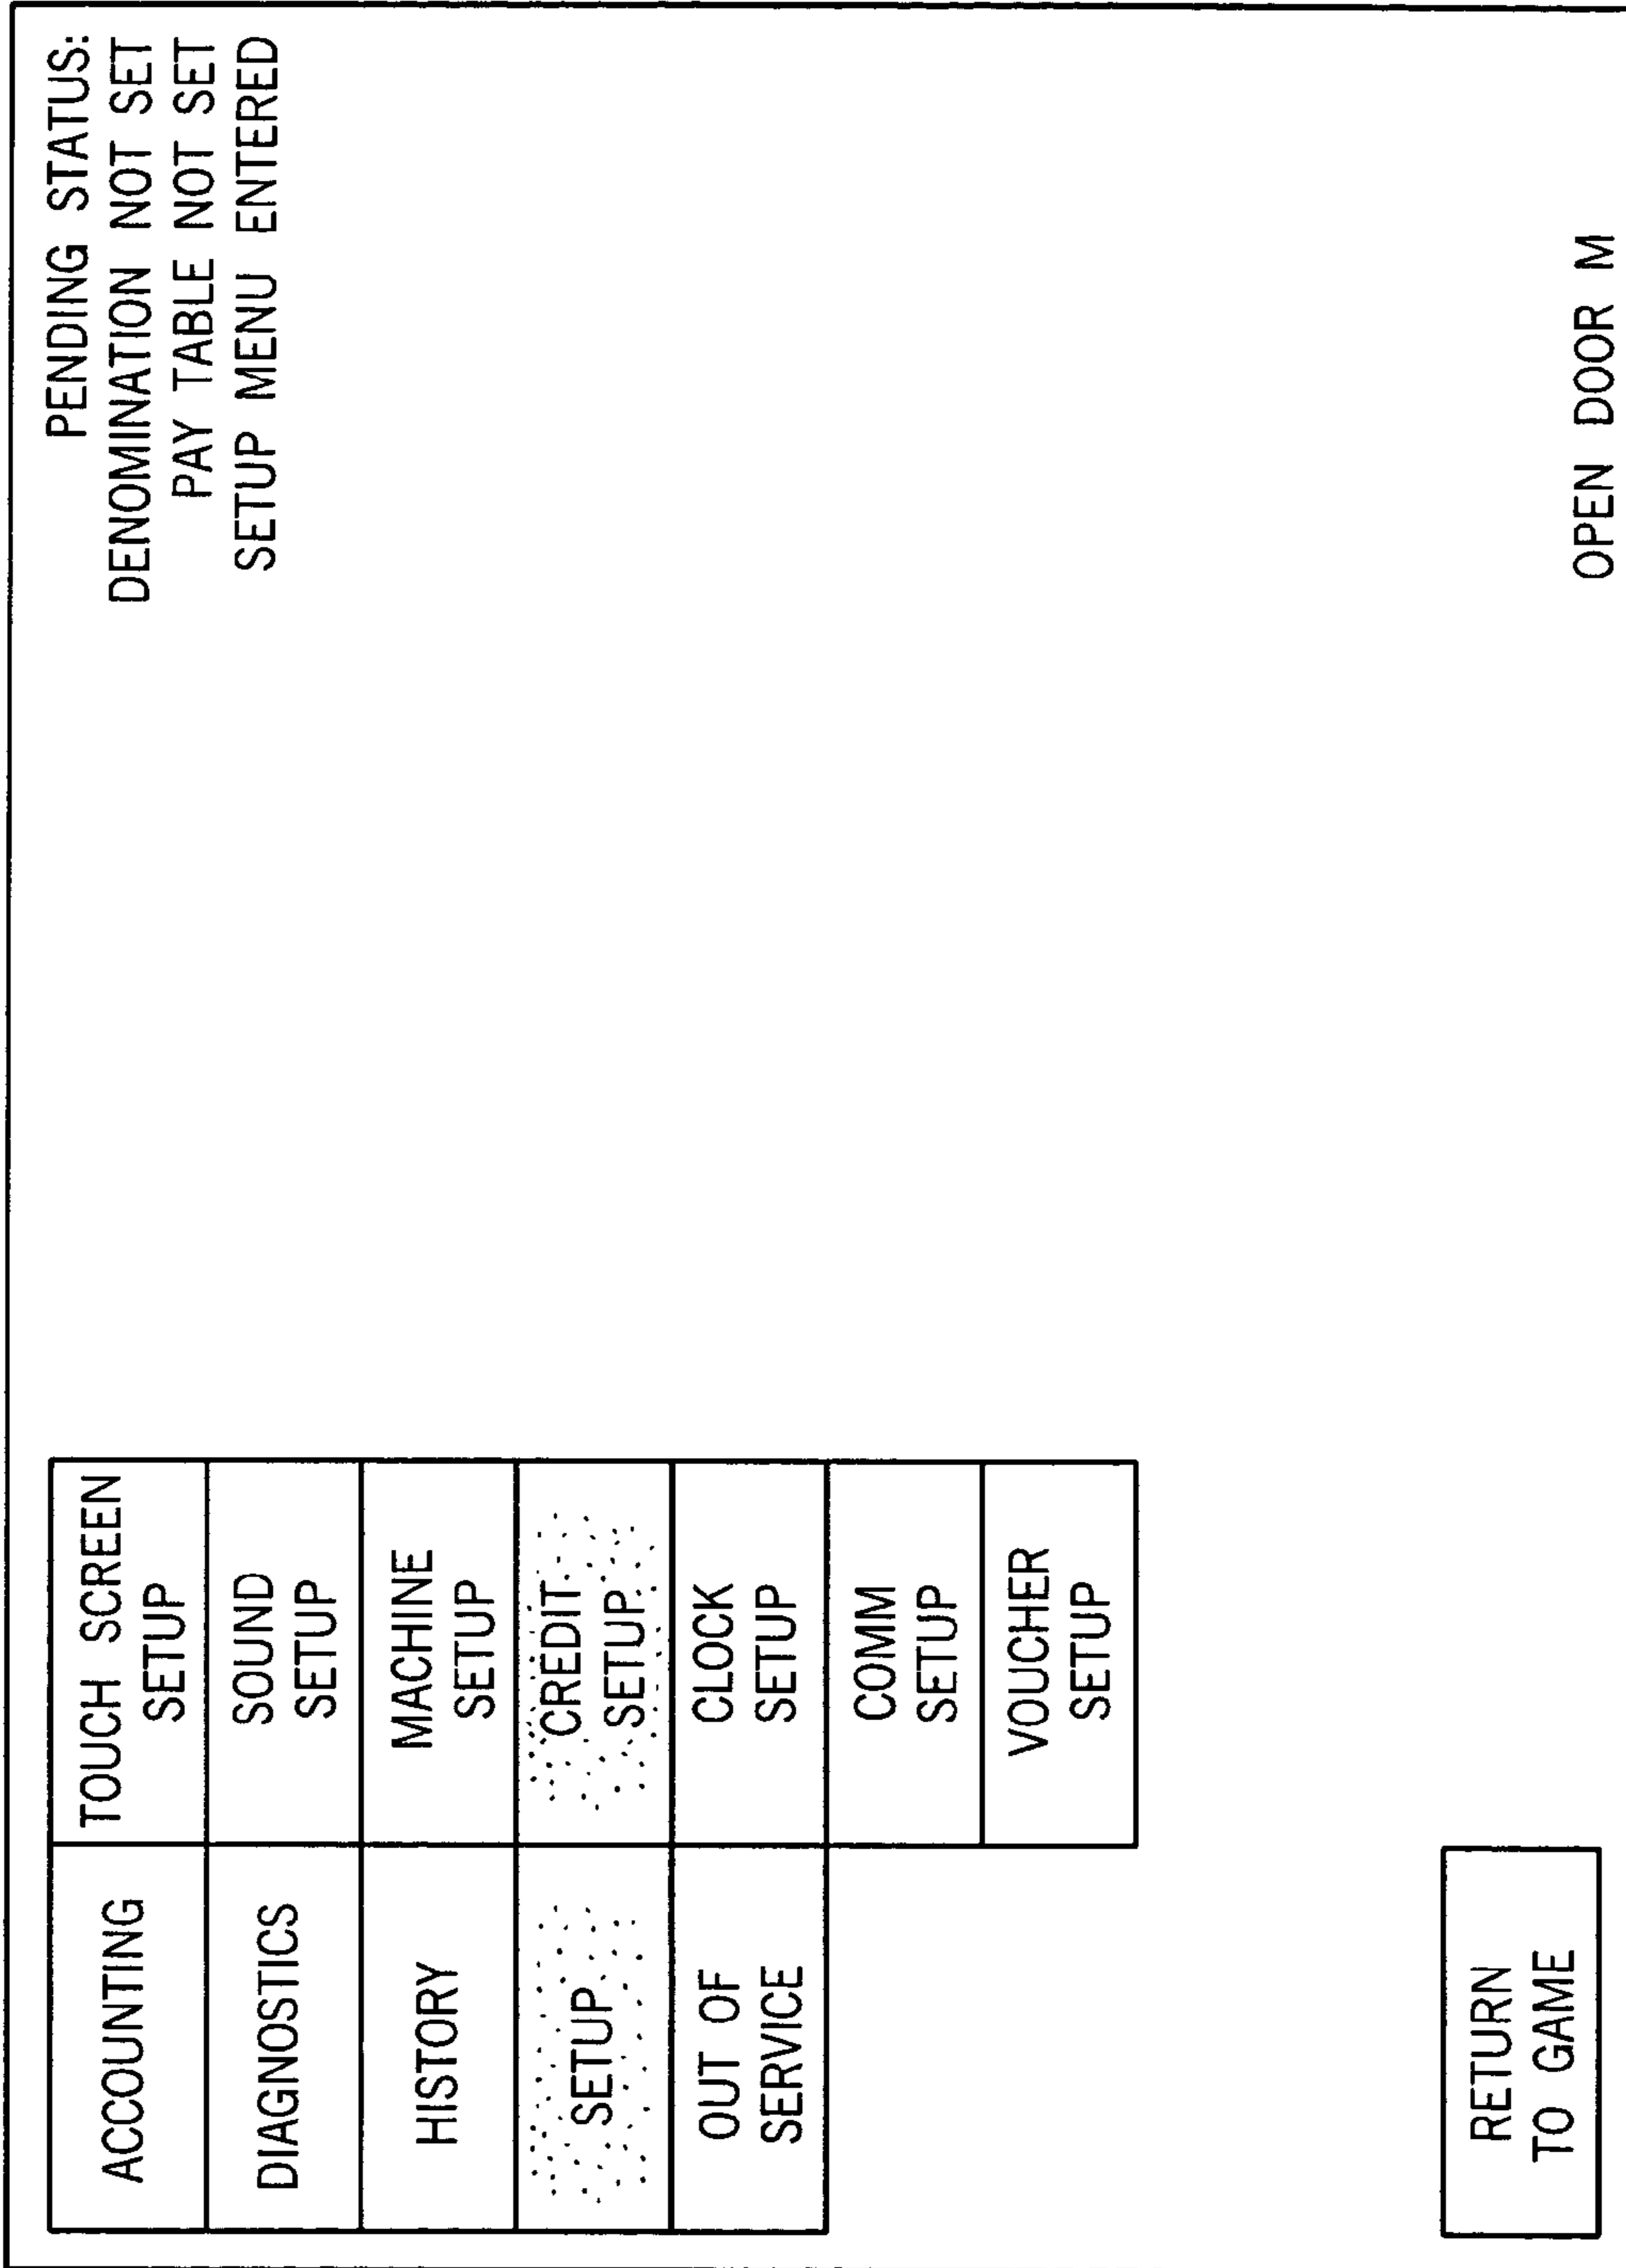 PENDING STATUS:
DENOMINATION NOT SET
PAY TABLE NOT SET
SETUP MENU ENTERED
ACCOUNTING
DIAGNOSTICS
HISTORY
SETUP
OUT OF
SERVICE
TOUCH SCREEN
SETUP
SOUND
SETUP
MACHINE
SETUP
CREDIT
SETUP
CLOCK
SETUP
COMM
SETUP
VOUCHER
SETUP
RETURN
TO GAME
OPEN DOOR M